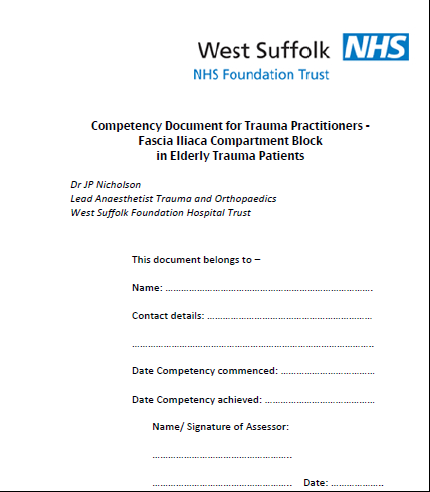 West Suffolk NHS
NHS Foundation Trust
Competency Document for Trauma Practitioners -
Fascia Iliaca Compartment Block
in Elderly Trauma Patients
Dr JP Nicholson
Lead Anaesthetist Trauma and Orthopaedics
West Suffolk Foundation Hospital Trust
This document belongs to –
Name: ……………………………………………………………………
Contact details: ………………………………………………………
………………………………………………………………………………
Date Competency commenced: ………………………………
Date Competency achieved: ……………………………………
Name/ Signature of Assessor:
………………………………………………
……………………………………………… Date: …………………